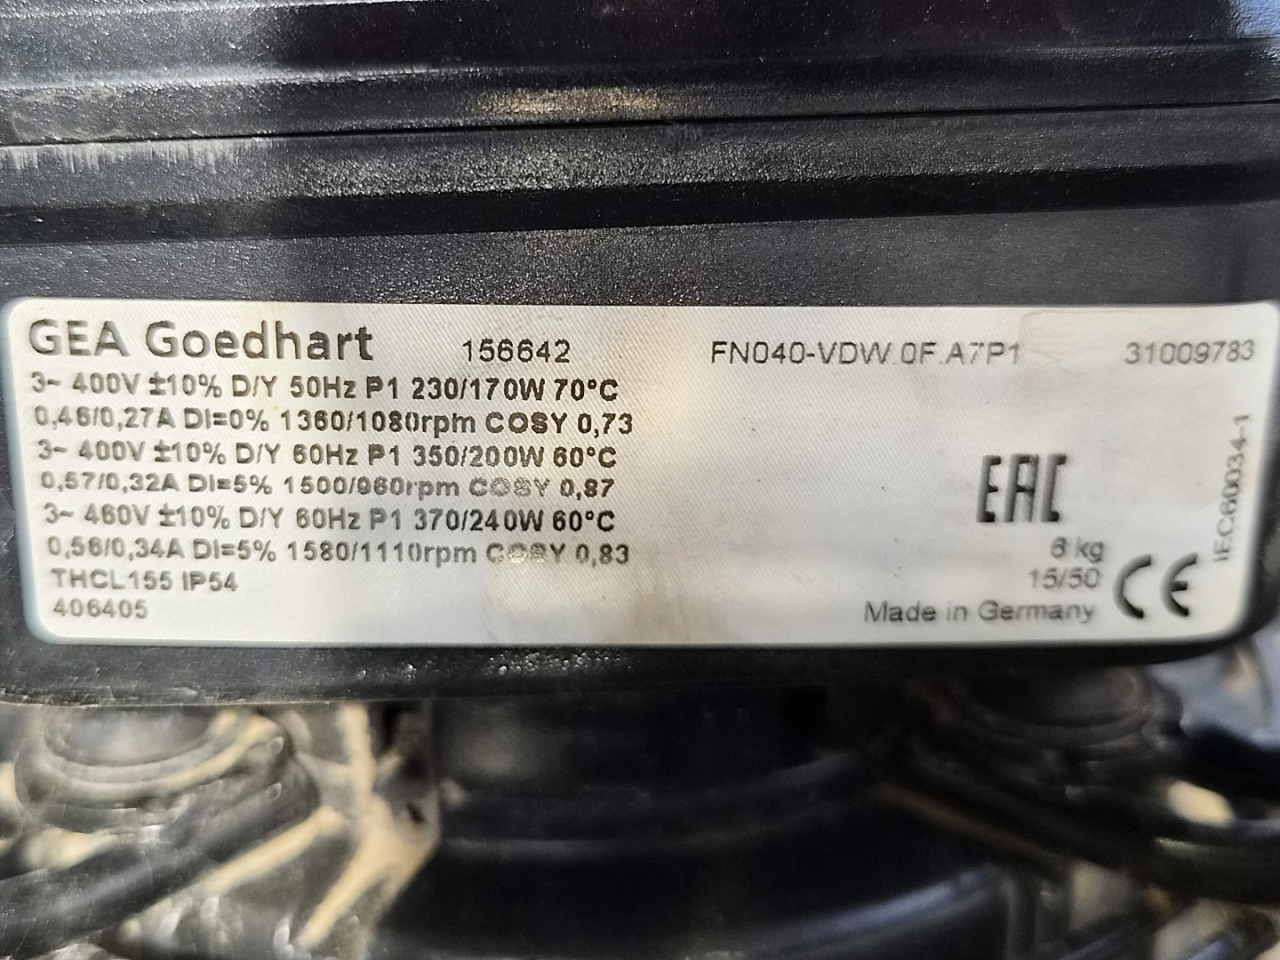 GEA Goedhart 156642 FN040-VDW.0F.A7P1 31009783
3~ 400V ±10% D/Y 50Hz P1 230/170W 70°C
0,46/0,27A DI=0% 1360/1080rpm COSY 0,73
3~ 400V ±10% D/Y 60Hz P1 350/200W 60°C
0,57/0,32A DI=5% 1500/960rpm COSY 0,87
3~ 460V ±10% D/Y 60Hz P1 370/240W 60°C
0,56/0,34A DI=5% 1580/1110rpm COSY 0,83
THCL155 IP54
406405
EAC
6 kg
15/50
Made in Germany
CE
IEC60034-1